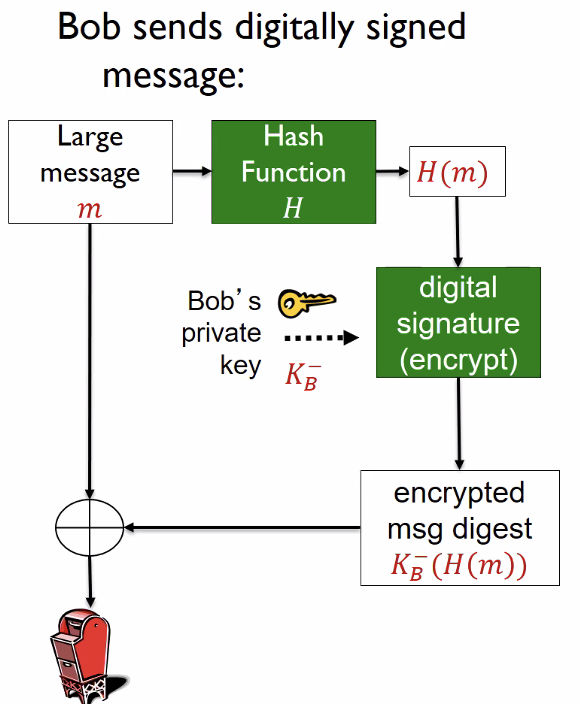 Bob sends digitally signed
message:
Large
message
m
Hash
Function
H
H(m)
digital
signature
(encrypt)
Bob's
private
key
K_B^-
encrypted
msg digest
K_B^-(H(m))